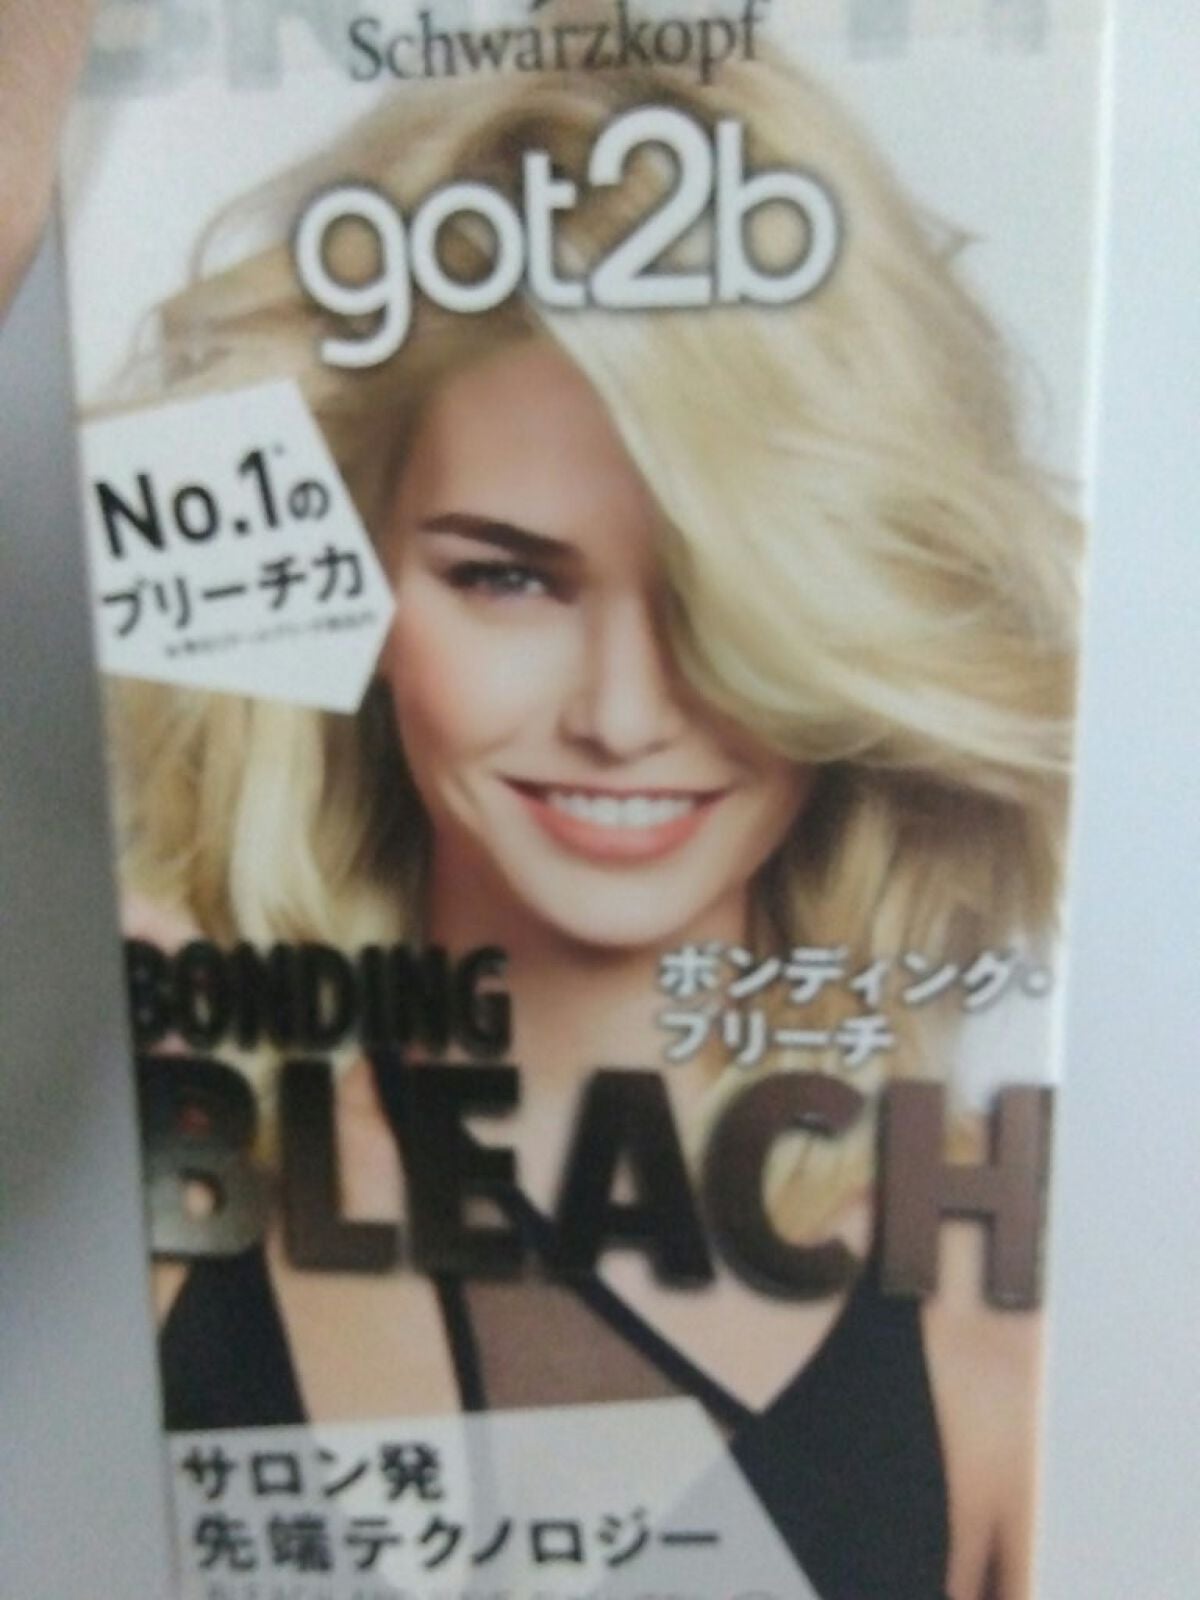 Schwarzkopf
got2b
No.1*の
ブリーチ力
BONDING
ボンディング・
ブリーチ
BLEACH
サロン発
先端テクノロジー